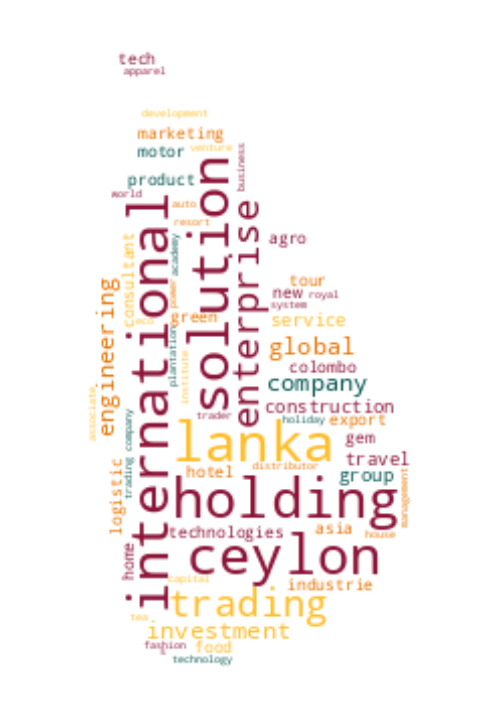 tech
apparel
development
marketing
motor
venture
business
product
world
auto
resort
international
solution
enterprise
consultant
academy
power
agro
tour
new
royal
system
eco
green
service
engineering
plantation
institute
global
colombo
company
associate
trading company
trader
construction
holiday
export
lanka
gem
travel
logistic
hotel
distributor
group
management
holding
technologies
asia
house
home
ceylon
capital
industrie
trading
tea
investment
fashion
food
technology